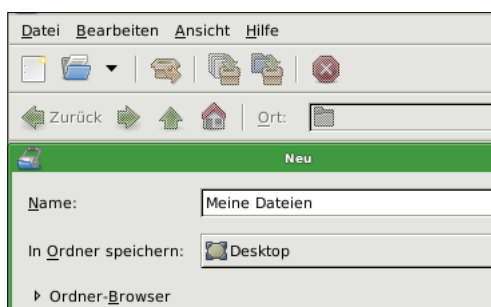 Datei Bearbeiten Ansicht Hilfe
Zurück Ort:
Neu
Name: Meine Dateien
In Ordner speichern: Desktop
Ordner-Browser